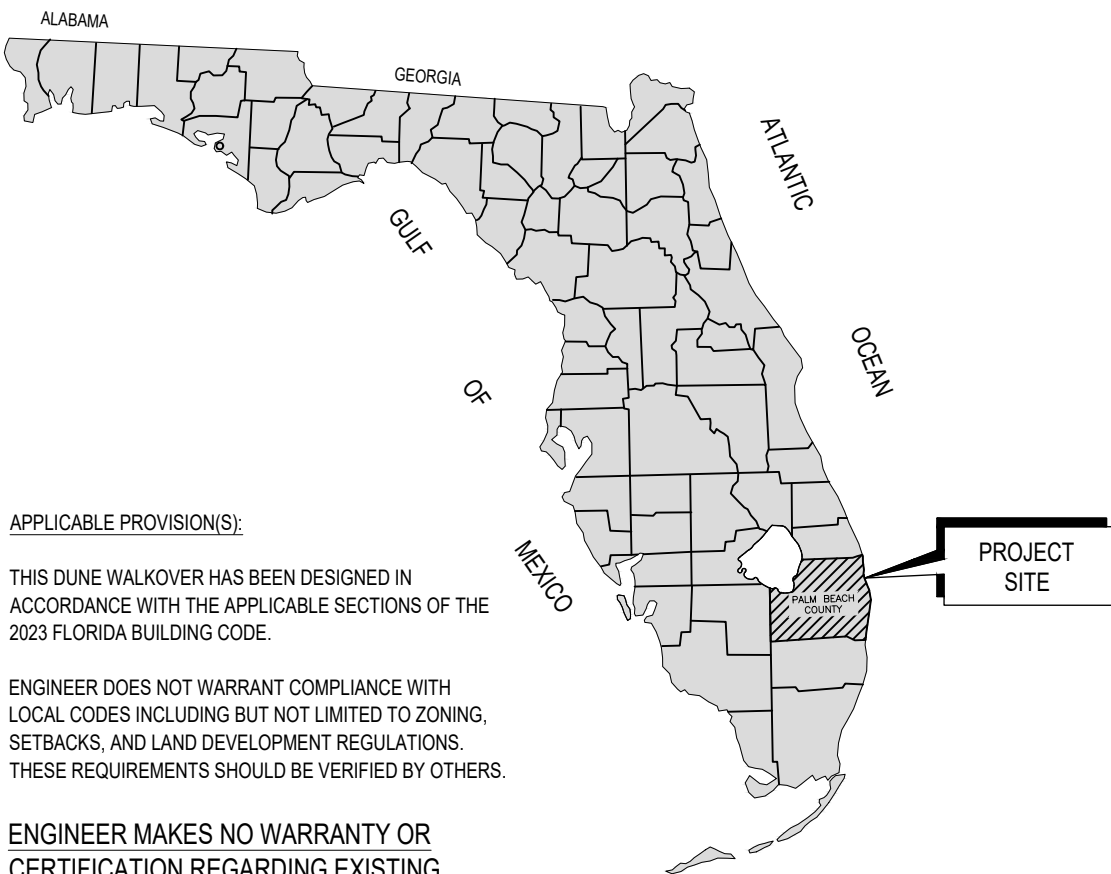 ALABAMA
GEORGIA
ATLANTIC
OCEAN
GULF
OF
MEXICO
PROJECT
SITE
PALM BEACH
COUNTY
APPLICABLE PROVISION(S):
THIS DUNE WALKOVER HAS BEEN DESIGNED IN
ACCORDANCE WITH THE APPLICABLE SECTIONS OF THE
2023 FLORIDA BUILDING CODE.
ENGINEER DOES NOT WARRANT COMPLIANCE WITH
LOCAL CODES INCLUDING BUT NOT LIMITED TO ZONING,
SETBACKS, AND LAND DEVELOPMENT REGULATIONS.
THESE REQUIREMENTS SHOULD BE VERIFIED BY OTHERS.
ENGINEER MAKES NO WARRANTY OR
CERTIFICATION REGARDING EXISTING